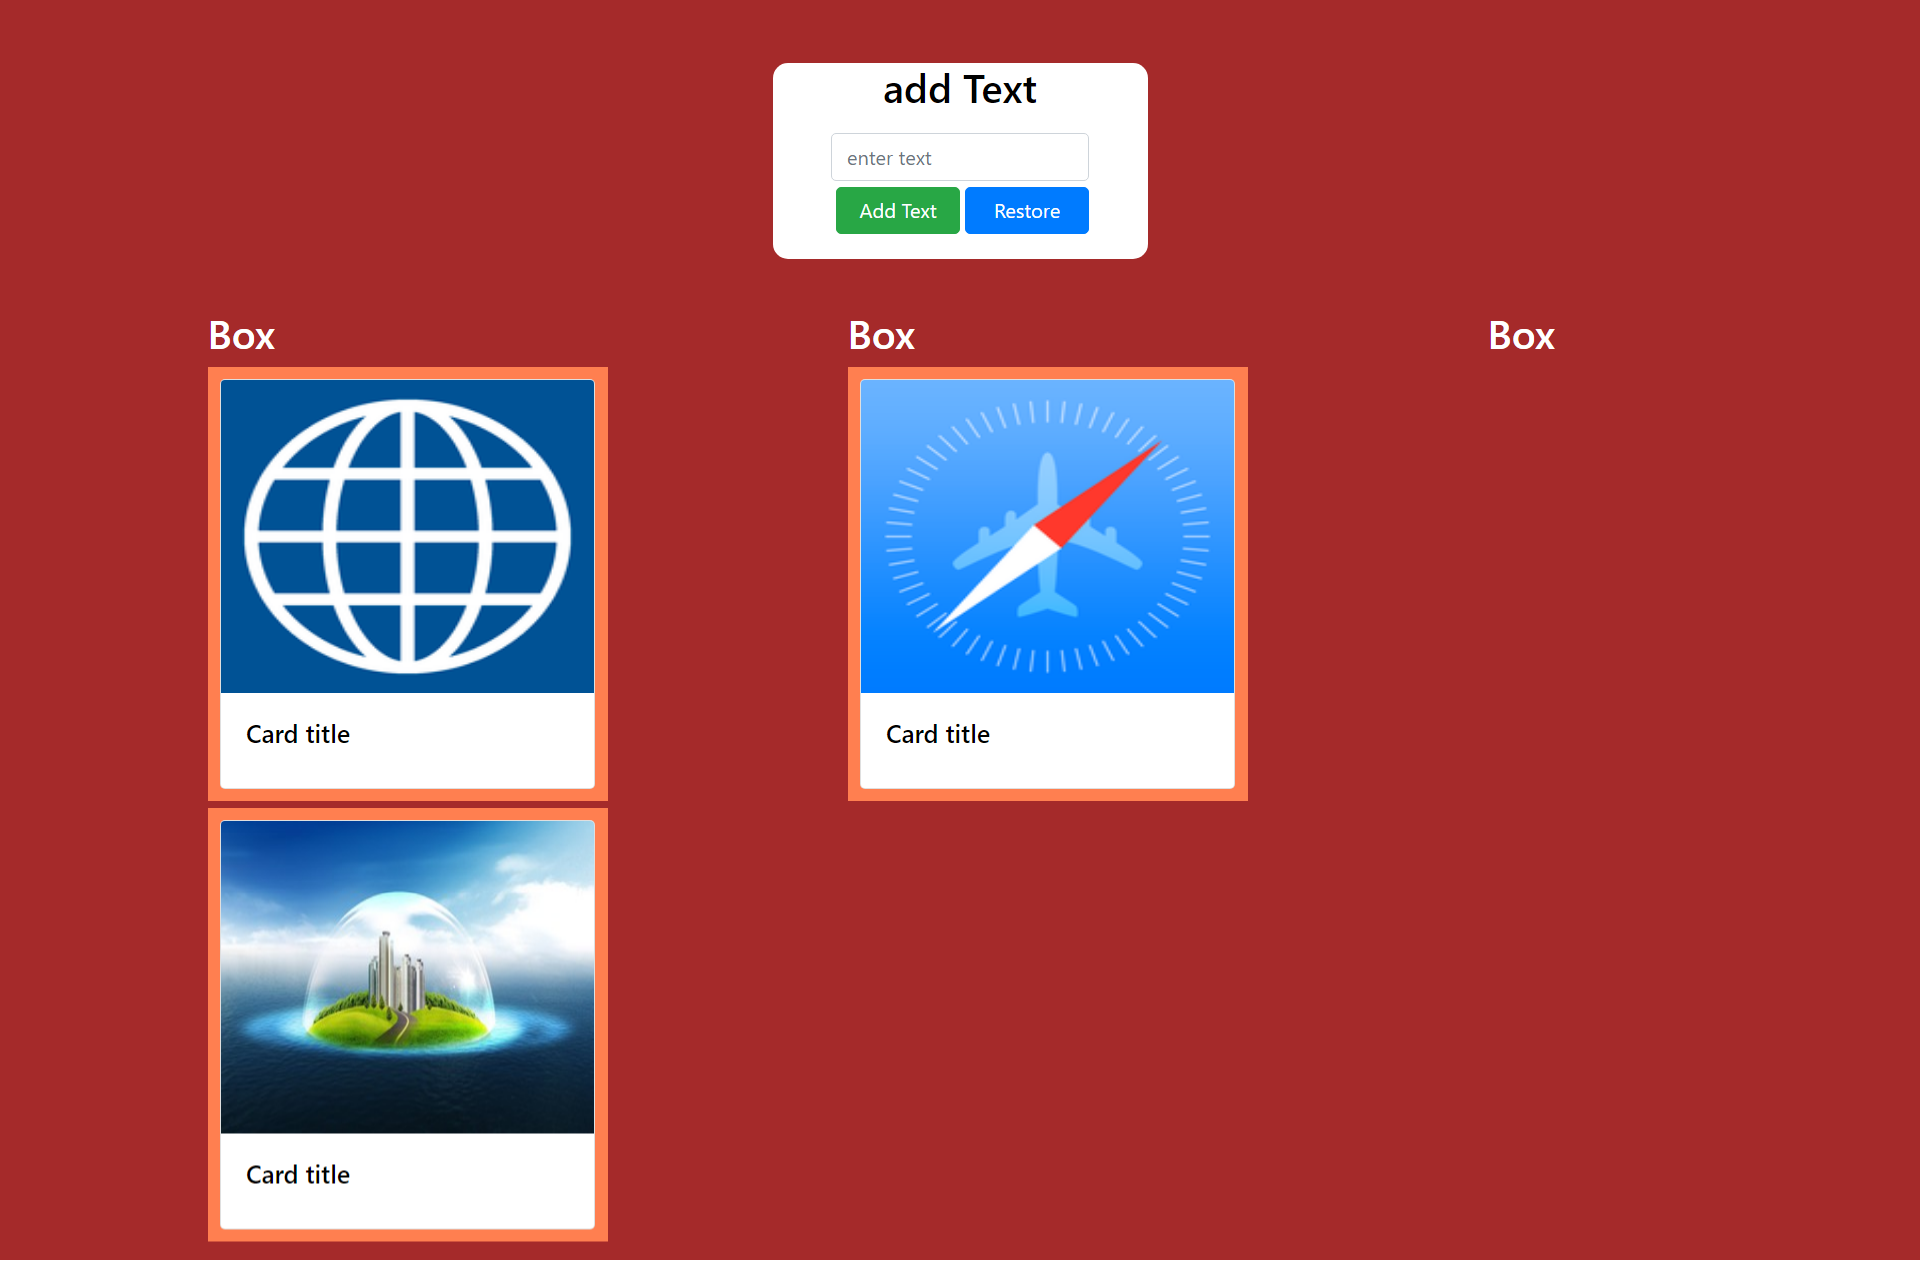 add Text
enter text
Add Text Restore
Box Box Box
Card title Card title
Card title